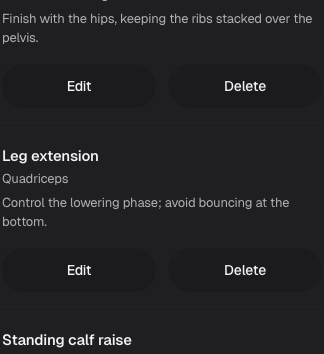 Finish with the hips, keeping the ribs stacked over the
pelvis.
Edit Delete
Leg extension
Quadriceps
Control the lowering phase; avoid bouncing at the
bottom.
Edit Delete
Standing calf raise